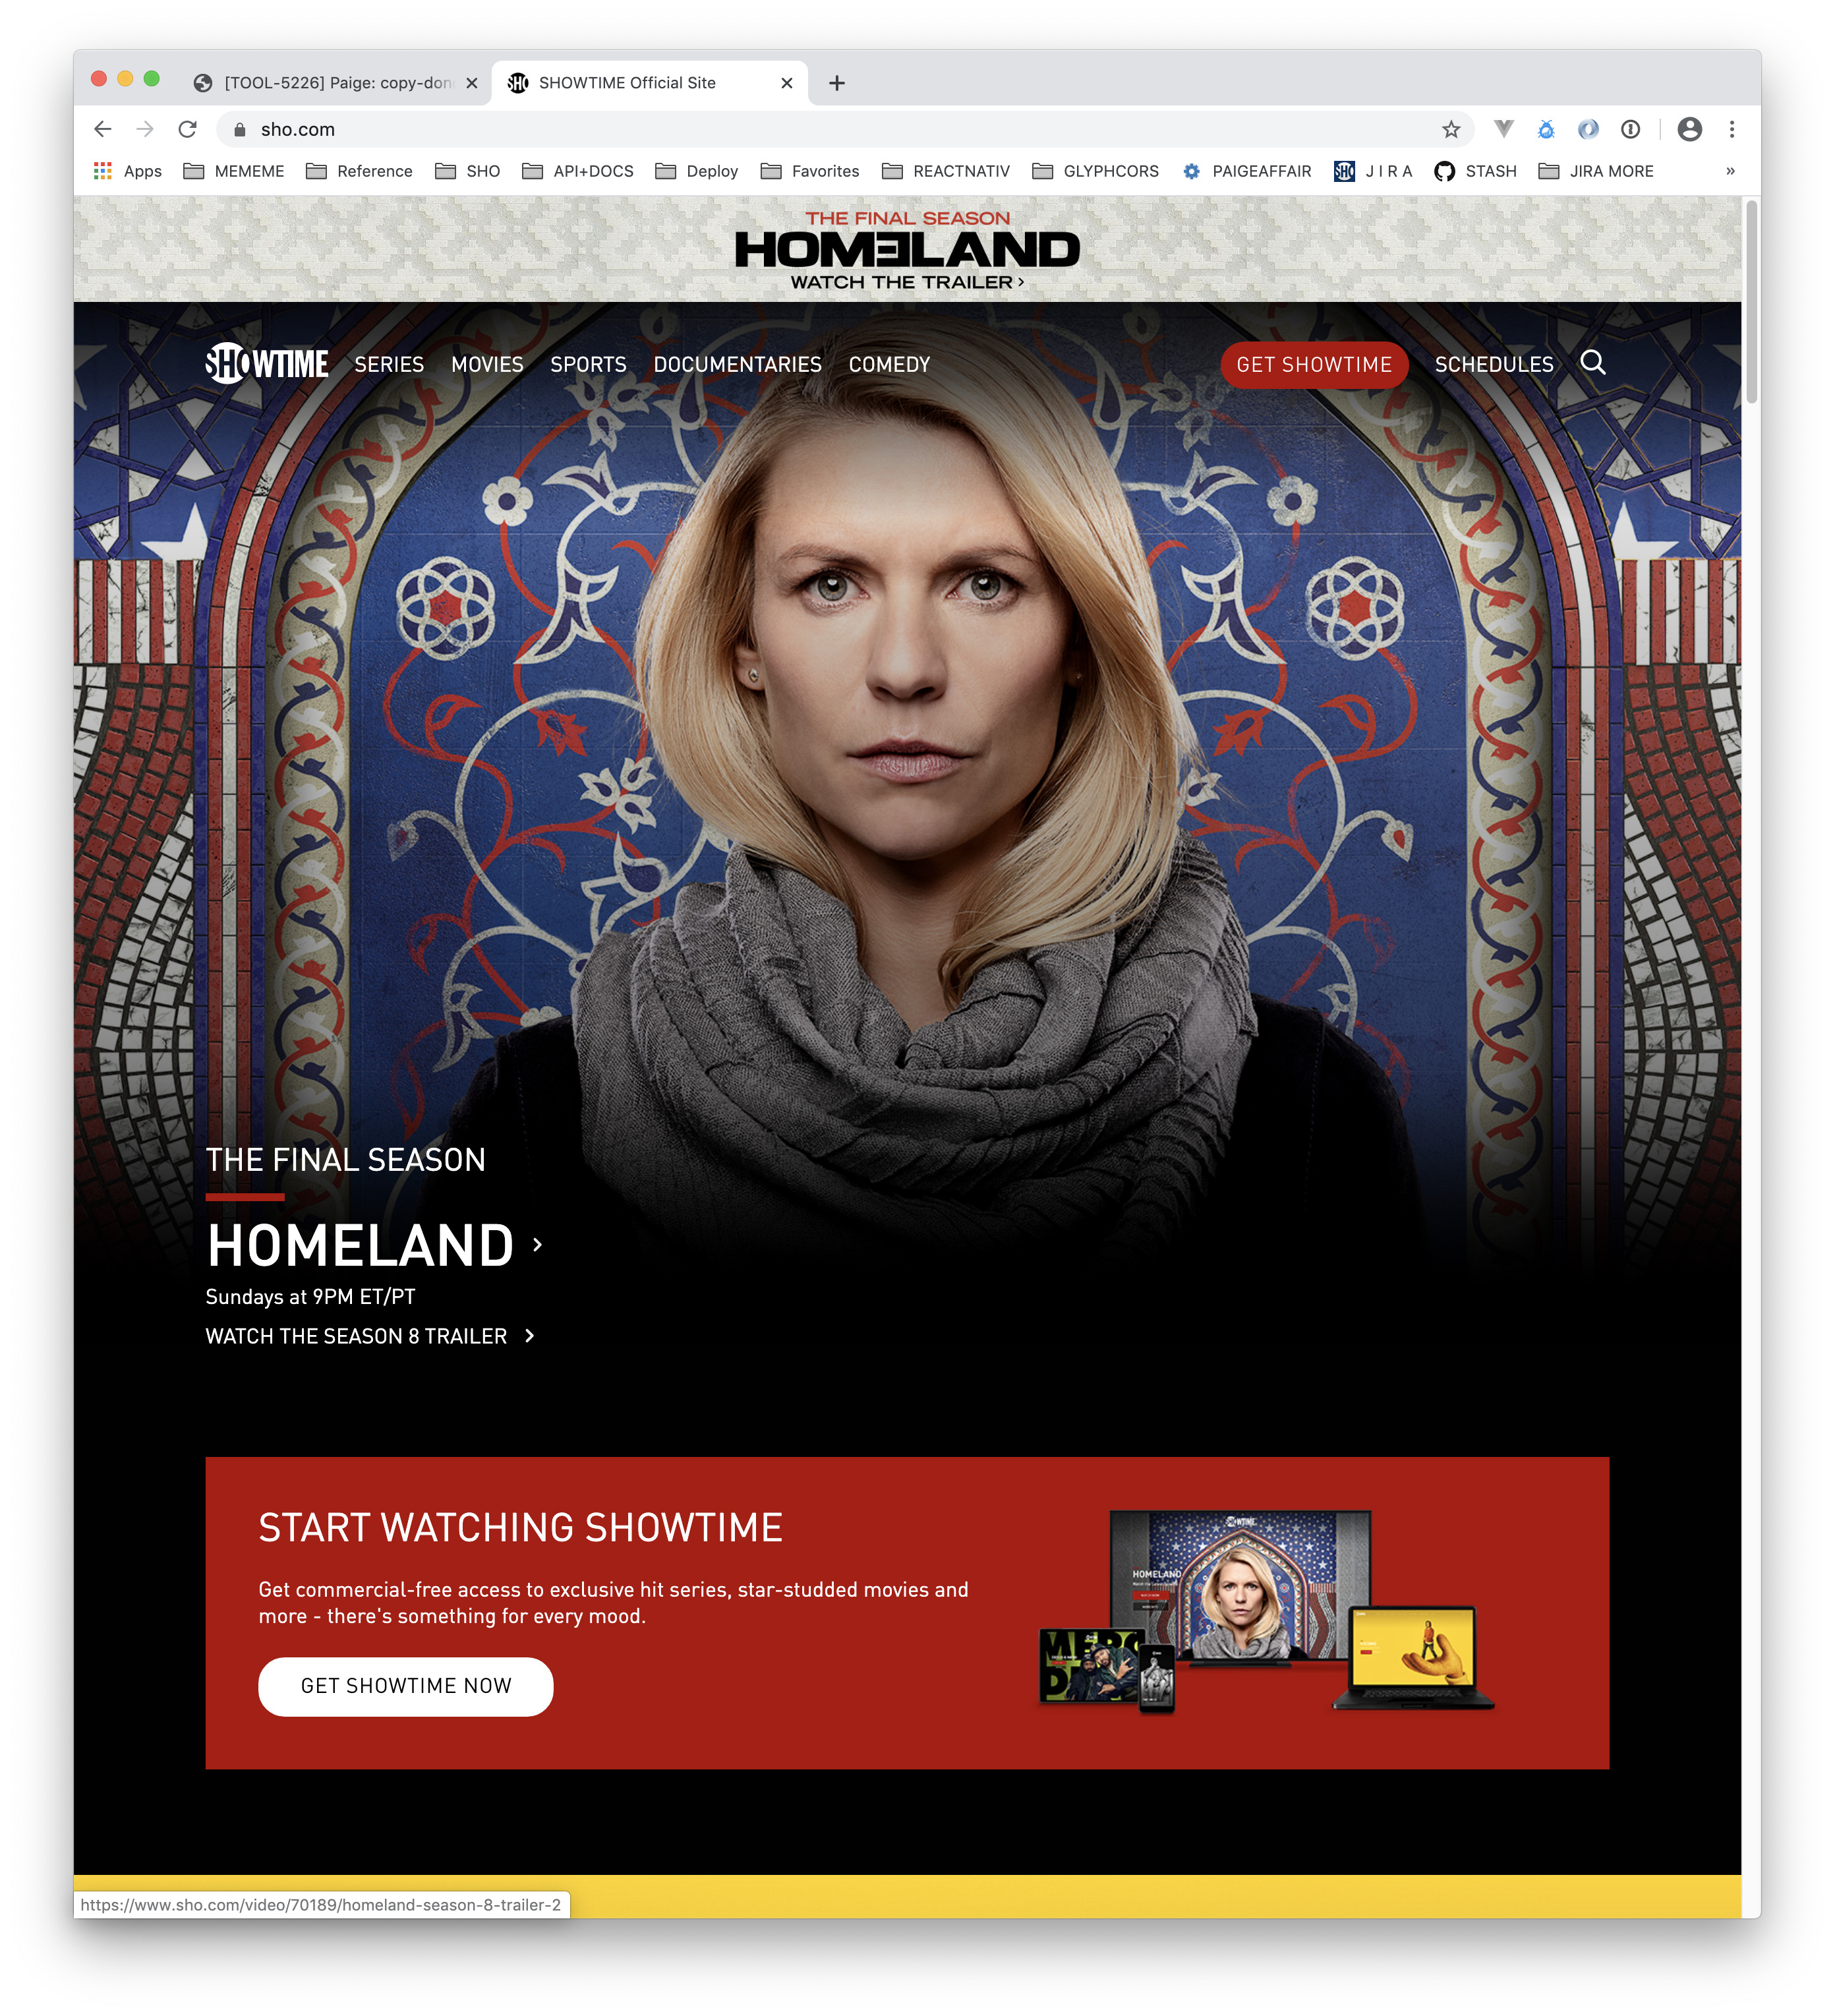 [TOOL-5226] Paige: copy-don
SHO SHOWTIME Official Site
sho.com
Apps MEMEME Reference SHO API+DOCS Deploy Favorites REACTNATIV GLYPHCORS PAIGEAFFAIR SHO J I R A STASH JIRA MORE »
THE FINAL SEASON
HOMELAND
WATCH THE TRAILER >
SHOWTIME SERIES MOVIES SPORTS DOCUMENTARIES COMEDY GET SHOWTIME SCHEDULES
THE FINAL SEASON
HOMELAND >
Sundays at 9PM ET/PT
WATCH THE SEASON 8 TRAILER >
START WATCHING SHOWTIME
Get commercial-free access to exclusive hit series, star-studded movies and
more - there's something for every mood.
GET SHOWTIME NOW
SHOWTIME
HOMELAND
https://www.sho.com/video/70189/homeland-season-8-trailer-2